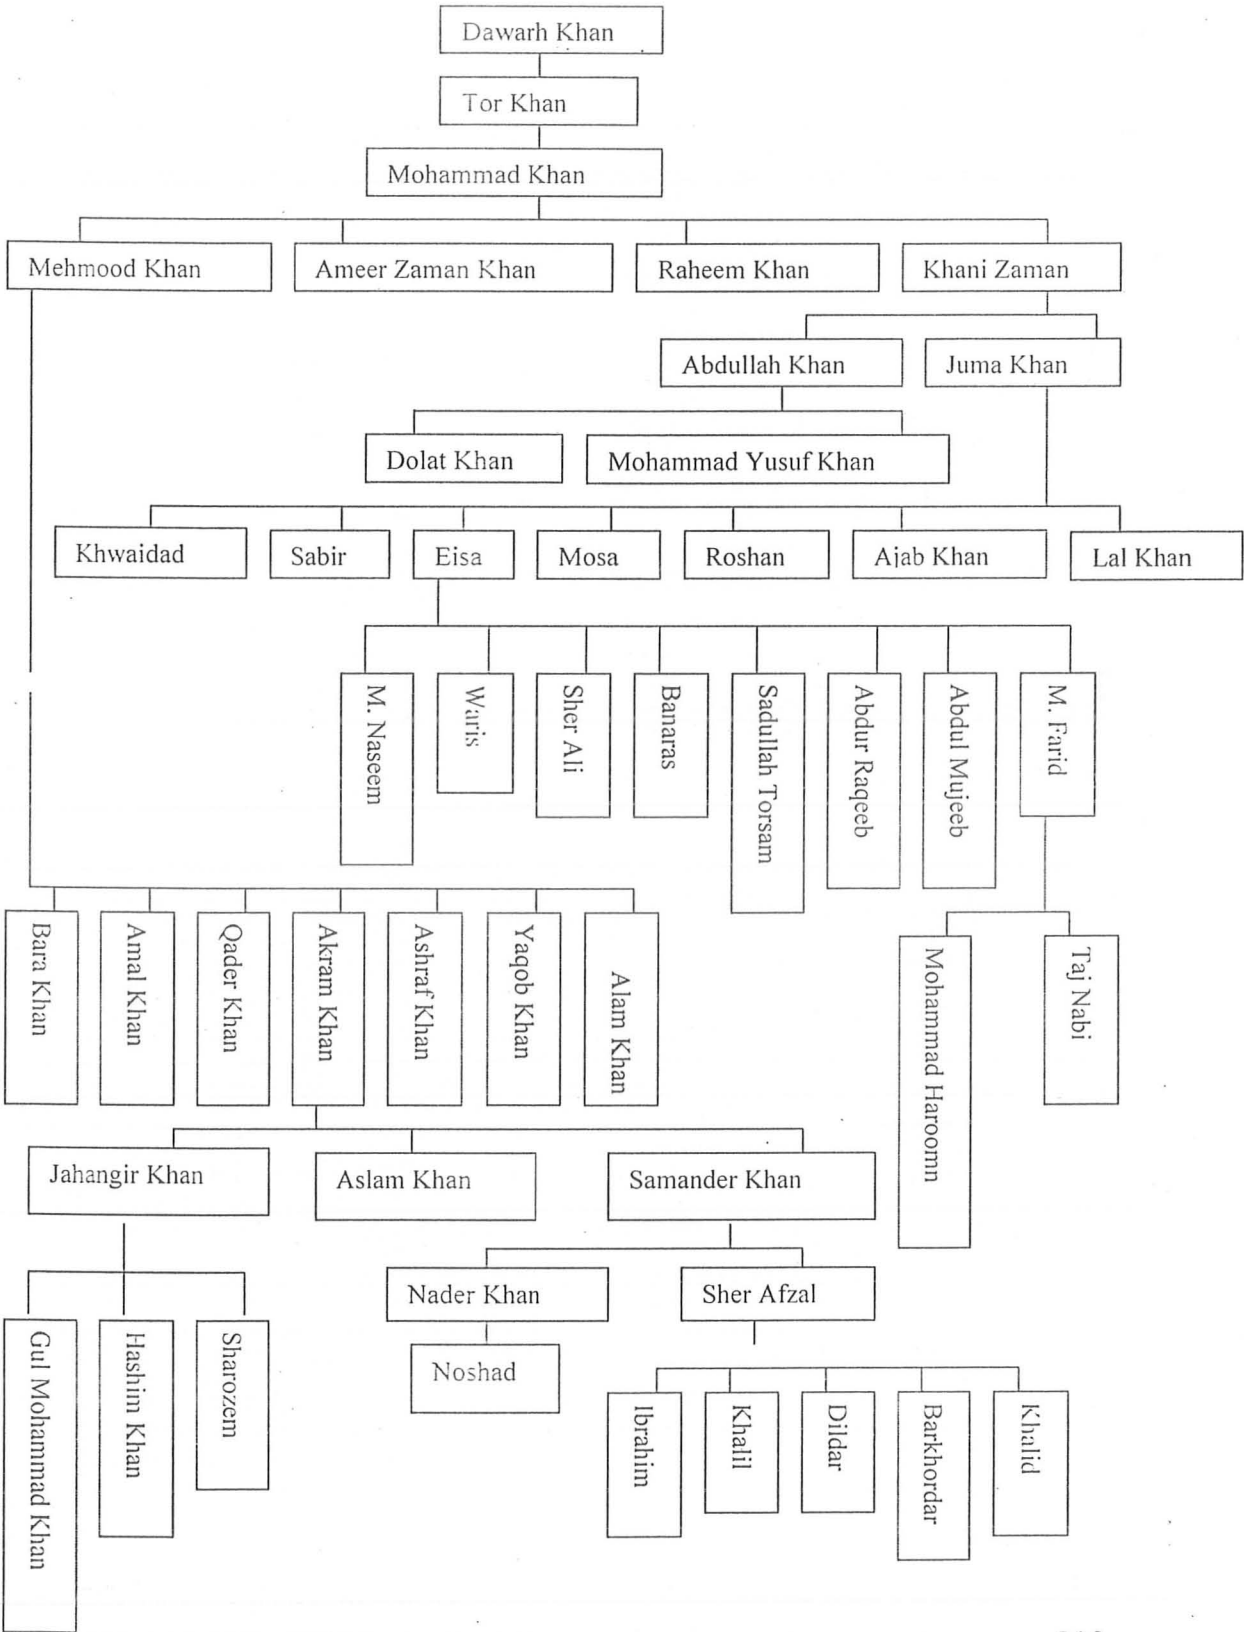 Dawarh Khan
Tor Khan
Mohammad Khan
Mehmood Khan
Ameer Zaman Khan
Raheem Khan
Khani Zaman
Abdullah Khan
Juma Khan
Dolat Khan
Mohammad Yusuf Khan
Khwaidad
Sabir
Eisa
Mosa
Roshan
Ajab Khan
Lal Khan
M. Naseem
Waris
Sher Ali
Banaras
Sadullah Torsam
Abdur Raqeeb
Abdul Mujeeb
M. Farid
Bara Khan
Amal Khan
Qader Khan
Akram Khan
Ashraf Khan
Yaqob Khan
Alam Khan
Mohammad Haroomn
Taj Nabi
Jahangir Khan
Aslam Khan
Samander Khan
Nader Khan
Sher Afzal
Gul Mohammad Khan
Hashim Khan
Sharozem
Noshad
Ibrahim
Khalil
Dildar
Barkhordar
Khalid